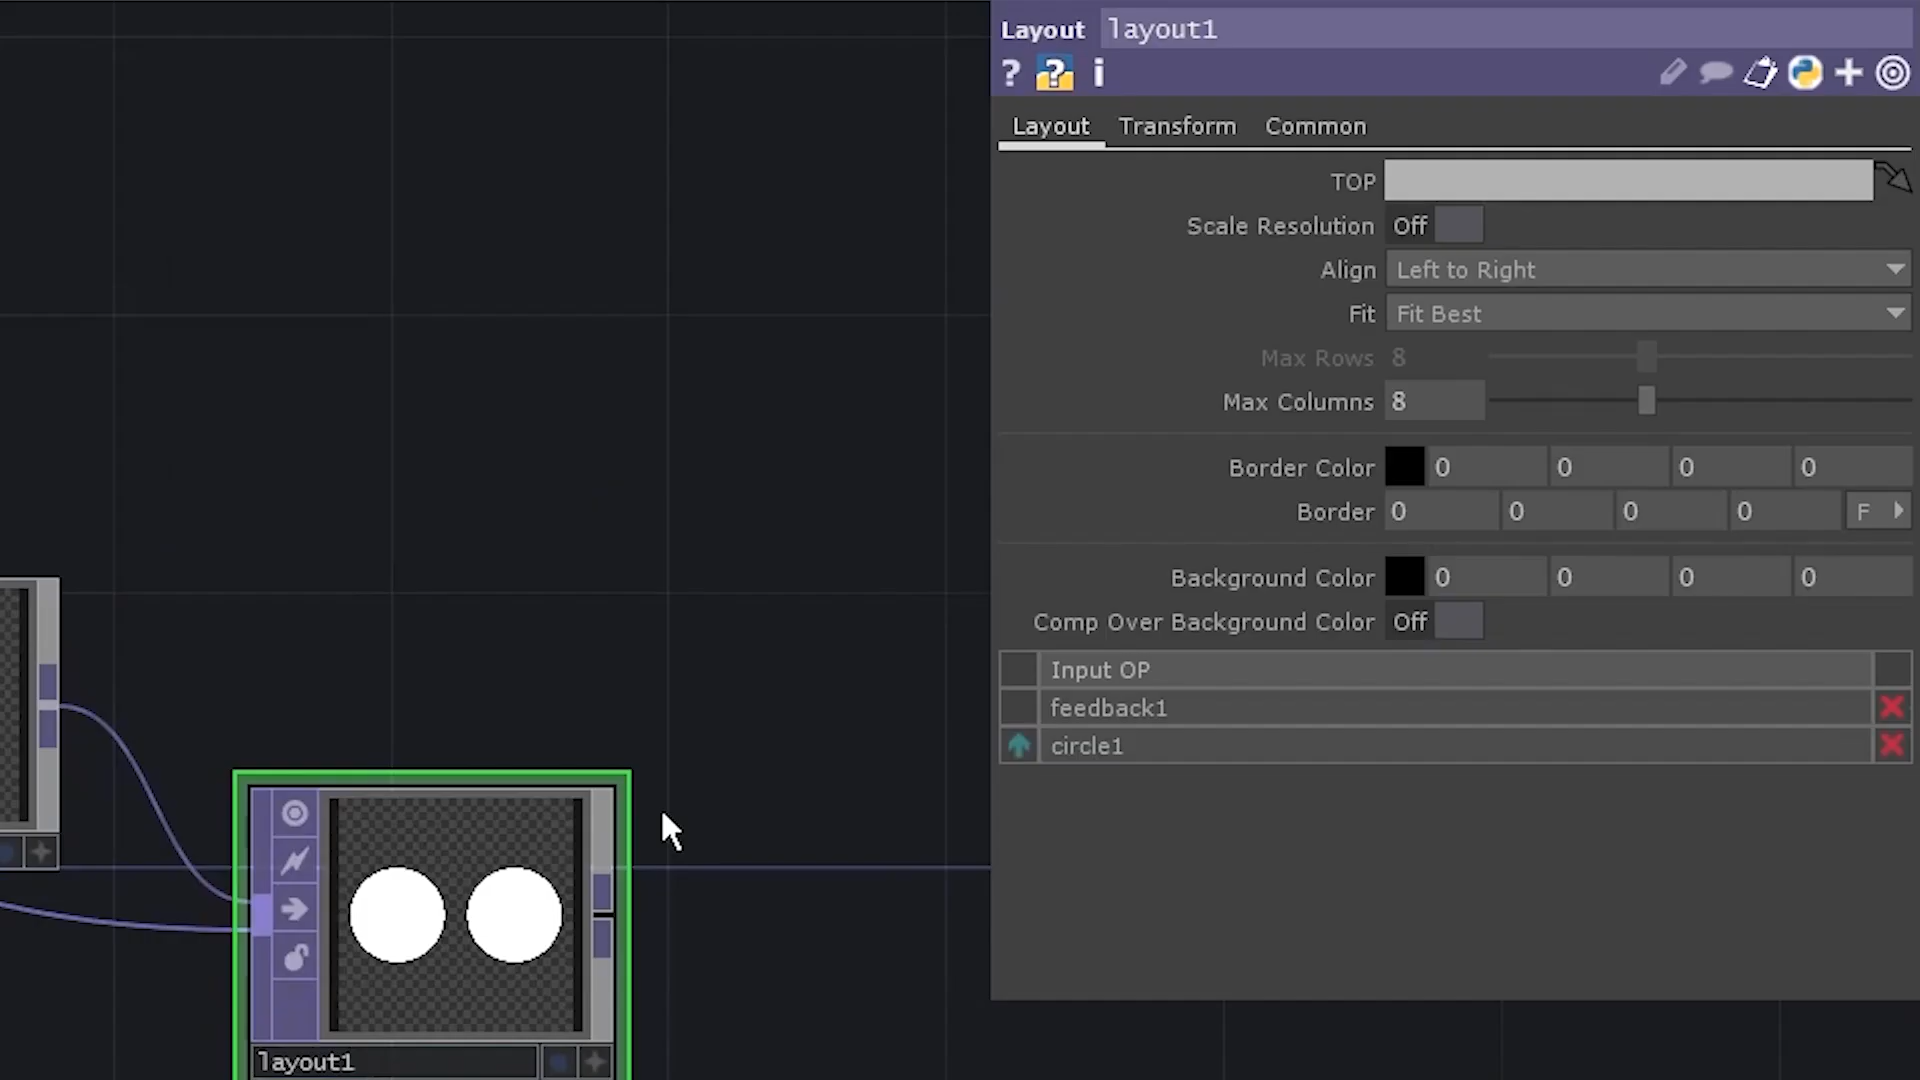 Layout layout1
? ? i
Layout Transform Common
TOP
Scale Resolution Off
Align Left to Right
Fit Fit Best
Max Rows 8
Max Columns 8
Border Color 0 0 0 0
Border 0 0 0 0 F
Background Color 0 0 0 0
Comp Over Background Color Off
Input OP
feedback1
circle1
layout1